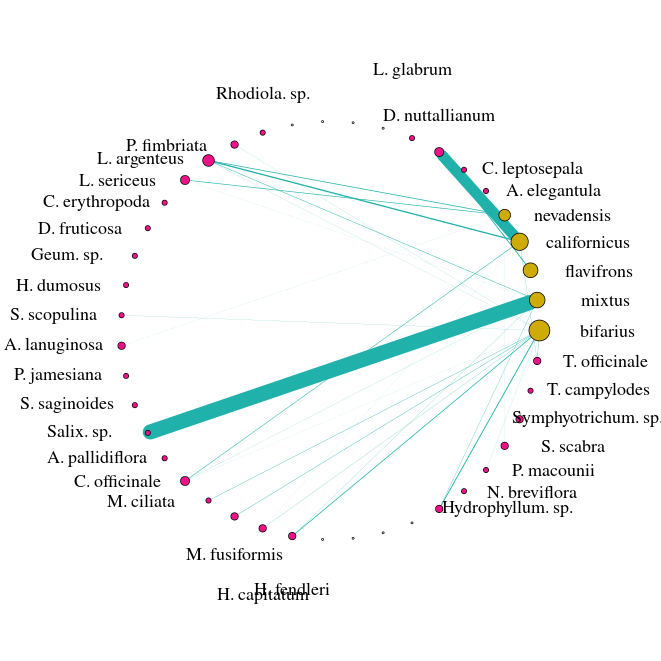 L. glabrum
Rhodiola. sp.
D. nuttallianum
P. fimbriata
L. argenteus
C. leptosepala
L. sericeus
A. elegantula
C. erythropoda
nevadensis
D. fruticosa
californicus
Geum. sp.
flavifrons
H. dumosus
mixtus
S. scopulina
bifarius
A. lanuginosa
T. officinale
P. jamesiana
T. campylodes
S. saginoides
Symphyotrichum. sp.
Salix. sp.
S. scabra
A. pallidiflora
P. macounii
C. officinale
N. breviflora
M. ciliata
Hydrophyllum. sp.
M. fusiformis
H. fendleri
H. capitatum